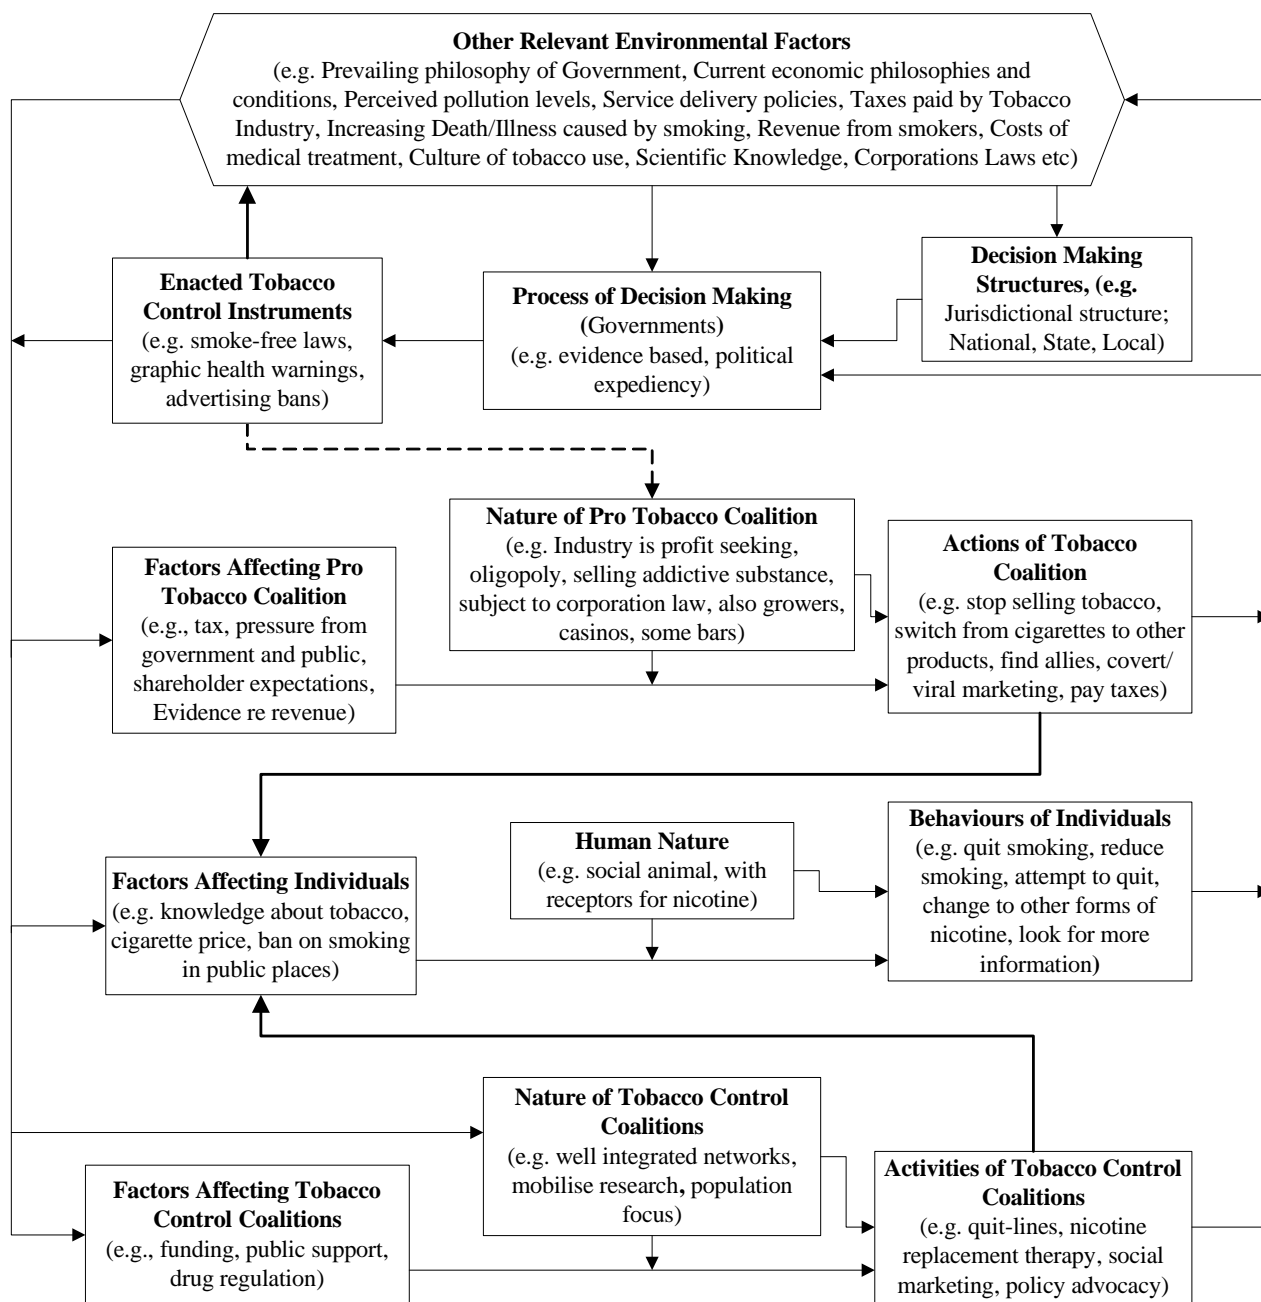 Other Relevant Environmental Factors
(e.g. Prevailing philosophy of Government, Current economic philosophies and
conditions, Perceived pollution levels, Service delivery policies, Taxes paid by Tobacco
Industry, Increasing Death/Illness caused by smoking, Revenue from smokers, Costs of
medical treatment, Culture of tobacco use, Scientific Knowledge, Corporations Laws etc)
Enacted Tobacco
Control Instruments
(e.g. smoke-free laws,
graphic health warnings,
advertising bans)
Process of Decision Making
(Governments)
(e.g. evidence based, political
expediency)
Decision Making
Structures, (e.g.
Jurisdictional structure;
National, State, Local)
Nature of Pro Tobacco Coalition
(e.g. Industry is profit seeking,
oligopoly, selling addictive substance,
subject to corporation law, also growers,
casinos, some bars)
Actions of Tobacco
Coalition
(e.g. stop selling tobacco,
switch from cigarettes to other
products, find allies, covert/
viral marketing, pay taxes)
Factors Affecting Pro
Tobacco Coalition
(e.g., tax, pressure from
government and public,
shareholder expectations,
Evidence re revenue)
Human Nature
(e.g. social animal, with
receptors for nicotine)
Behaviours of Individuals
(e.g. quit smoking, reduce
smoking, attempt to quit,
change to other forms of
nicotine, look for more
information)
Factors Affecting Individuals
(e.g. knowledge about tobacco,
cigarette price, ban on smoking
in public places)
Nature of Tobacco Control
Coalitions
(e.g. well integrated networks,
mobilise research, population
focus)
Activities of Tobacco Control
Coalitions
(e.g. quit-lines, nicotine
replacement therapy, social
marketing, policy advocacy)
Factors Affecting Tobacco
Control Coalitions
(e.g., funding, public support,
drug regulation)